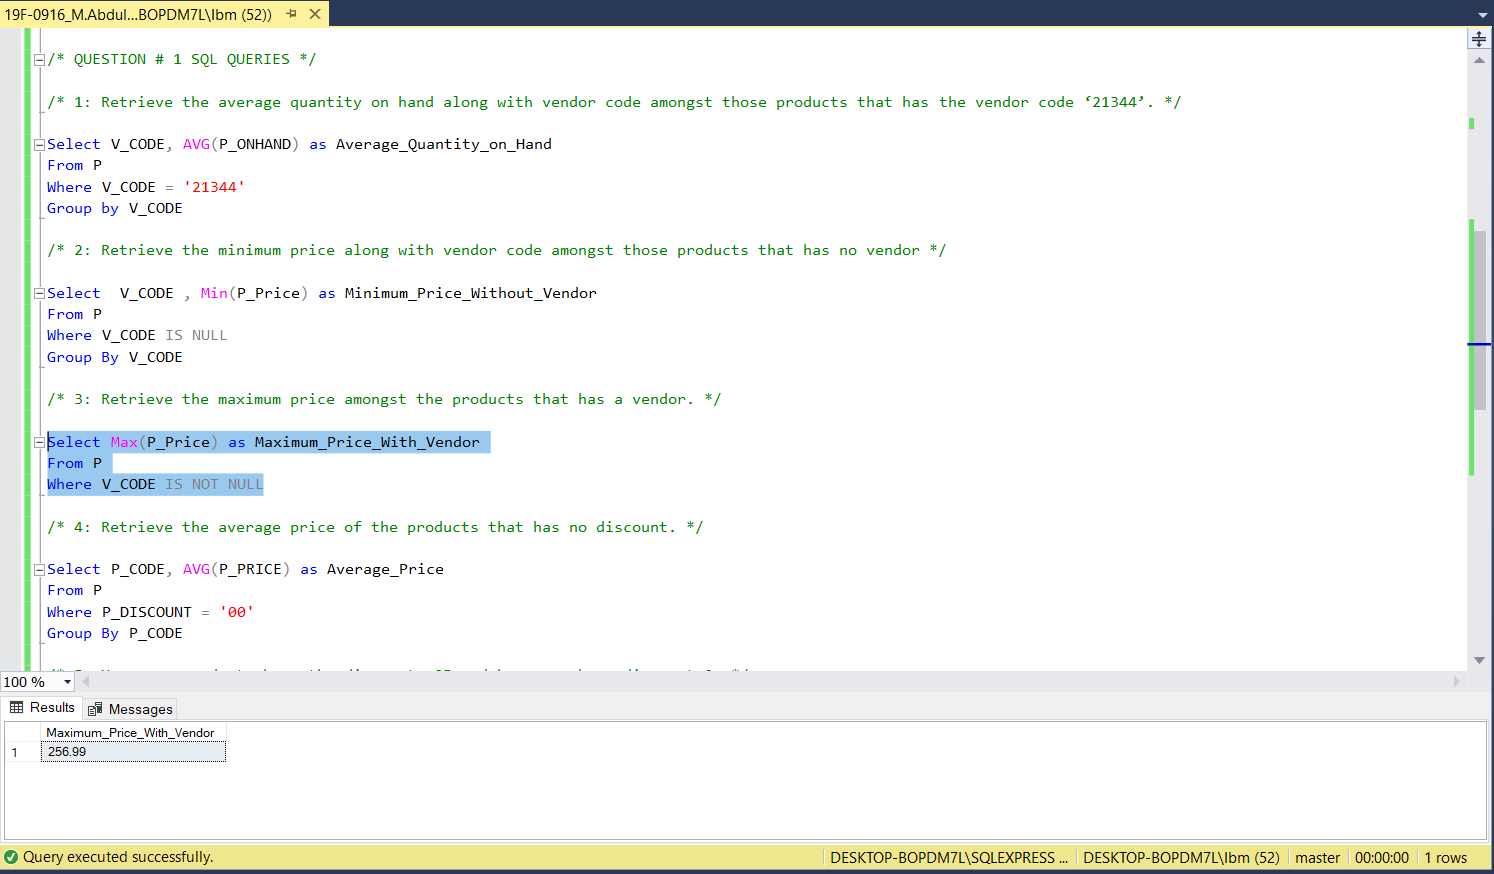 19F-0916_M.Abdul...BOPDM7L\Ibm (52))
/* QUESTION # 1 SQL QUERIES */
/* 1: Retrieve the average quantity on hand along with vendor code amongst those products that has the vendor code ‘21344’. */
Select V_CODE, AVG(P_ONHAND) as Average_Quantity_on_Hand
From P
Where V_CODE = '21344'
Group by V_CODE
/* 2: Retrieve the minimum price along with vendor code amongst those products that has no vendor */
Select  V_CODE , Min(P_Price) as Minimum_Price_Without_Vendor
From P
Where V_CODE IS NULL
Group By V_CODE
/* 3: Retrieve the maximum price amongst the products that has a vendor. */
Select Max(P_Price) as Maximum_Price_With_Vendor
From P
Where V_CODE IS NOT NULL
/* 4: Retrieve the average price of the products that has no discount. */
Select P_CODE, AVG(P_PRICE) as Average_Price
From P
Where P_DISCOUNT = '00'
Group By P_CODE
100 %
Results Messages
Maximum_Price_With_Vendor
1 256.99
Query executed successfully. DESKTOP-BOPDM7L\SQLEXPRESS ... DESKTOP-BOPDM7L\Ibm (52) master 00:00:00 1 rows